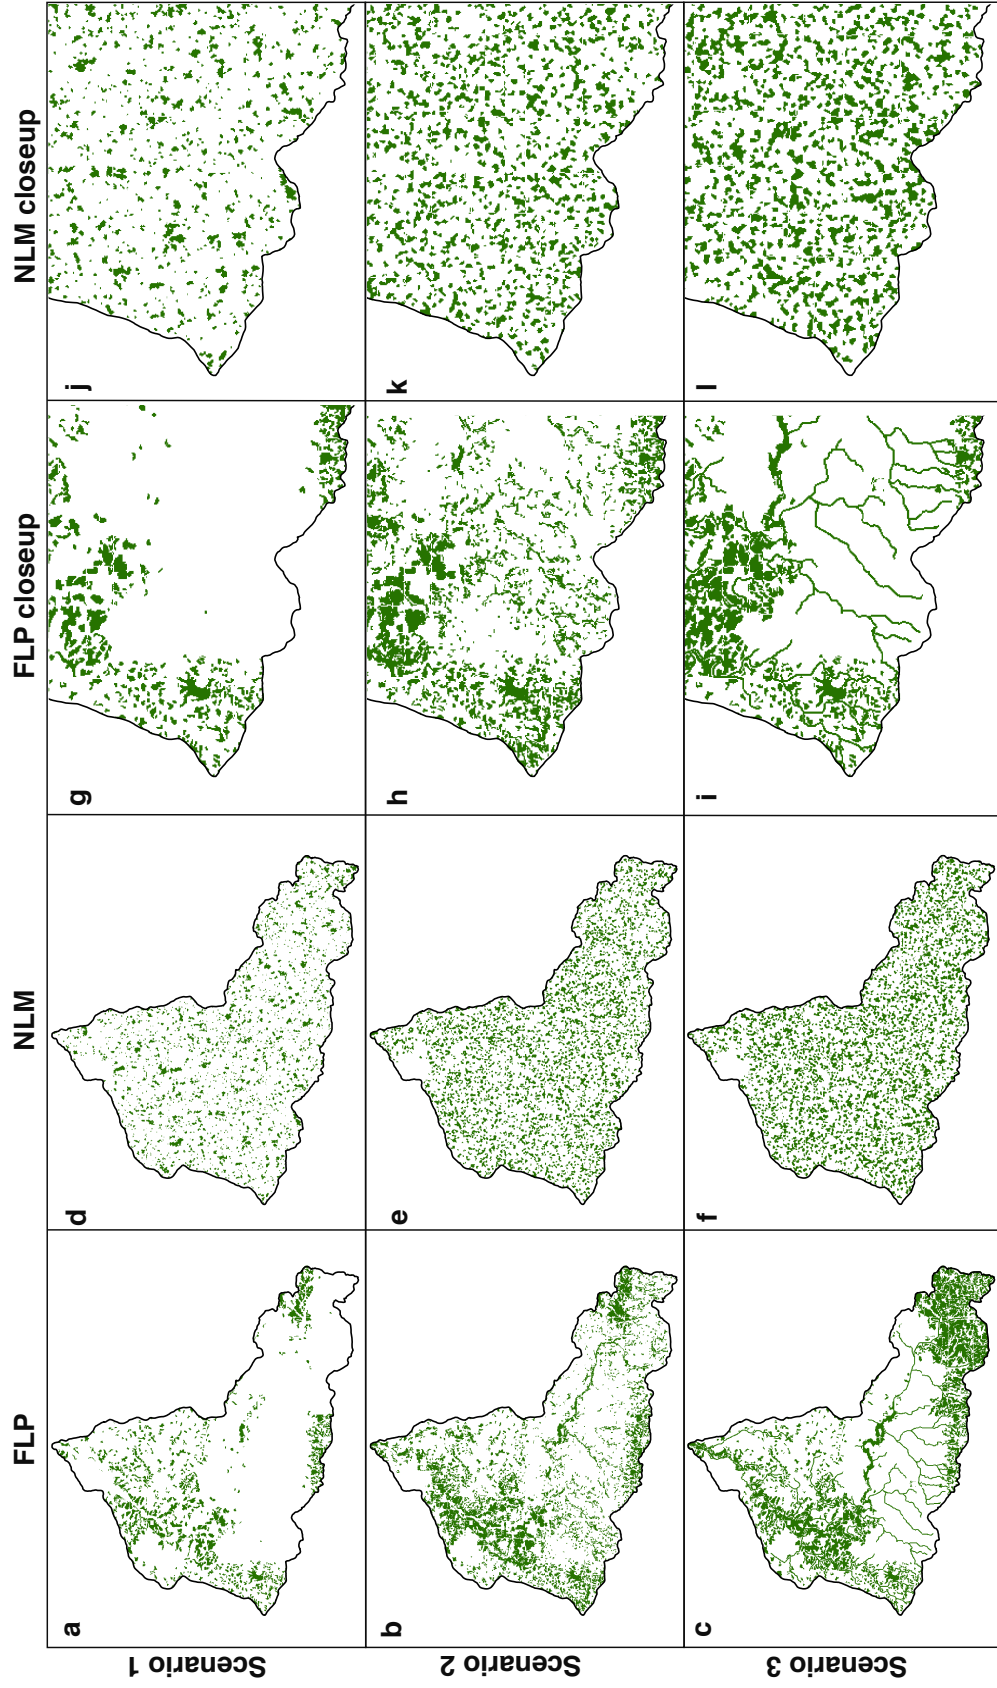 FLP NLM FLP closeup NLM closeup
Scenario 1
a d g j
Scenario 2
b e h k
Scenario 3
c f i l